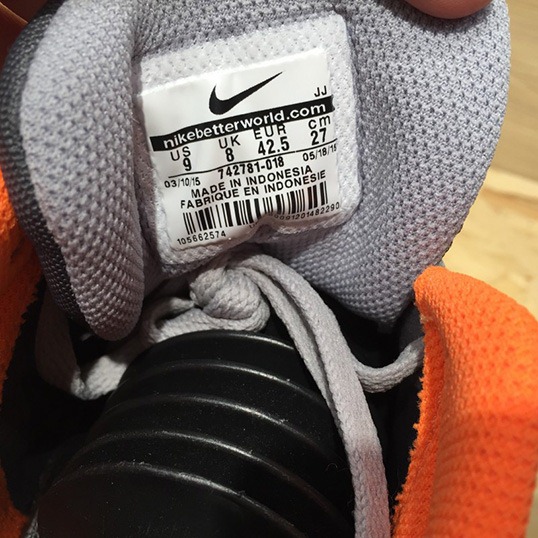 JJ
nikebetterworld.com
US UK EUR cm
9 8 42.5 27
03/10/15 742781-018 05/18/15
MADE IN INDONESIA
FABRIQUE EN INDONESIE
105662574